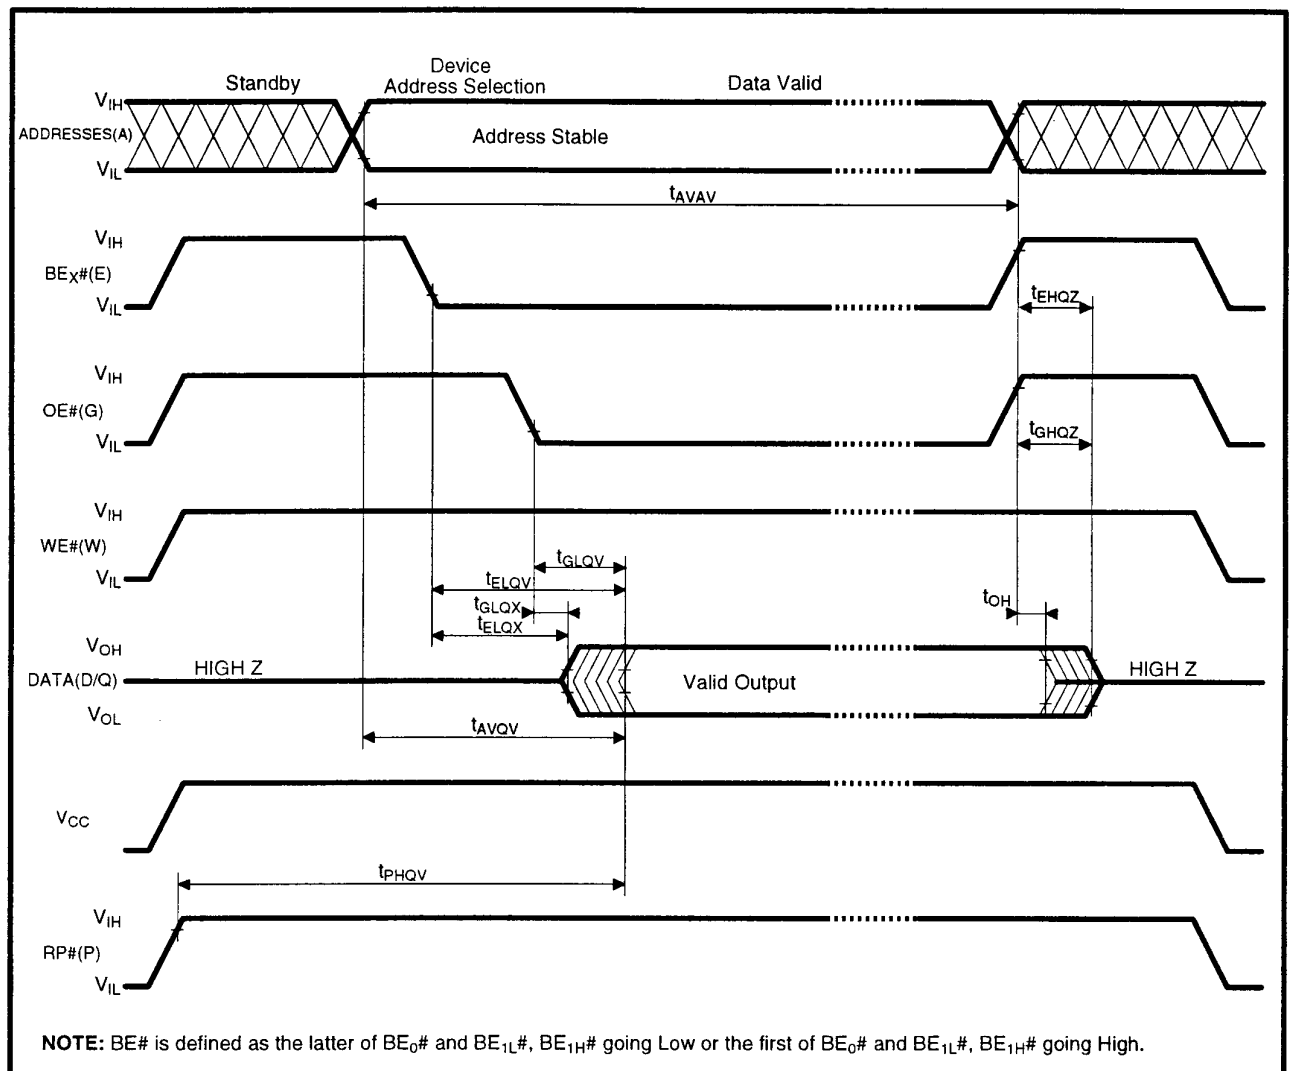 Standby
Device
Address Selection
Data Valid
VIH
ADDRESSES(A)
VIL
Address Stable
tAVAV
VIH
BEX#(E)
VIL
tEHQZ
VIH
OE#(G)
VIL
tGHQZ
VIH
WE#(W)
VIL
tGLQV
tELQV
tGLQX
tELQX
tOH
VOH
DATA(D/Q)
VOL
HIGH Z
Valid Output
HIGH Z
tAVQV
VCC
tPHQV
VIH
RP#(P)
VIL
NOTE: BE# is defined as the latter of BE0# and BE1L#, BE1H# going Low or the first of BE0# and BE1L#, BE1H# going High.